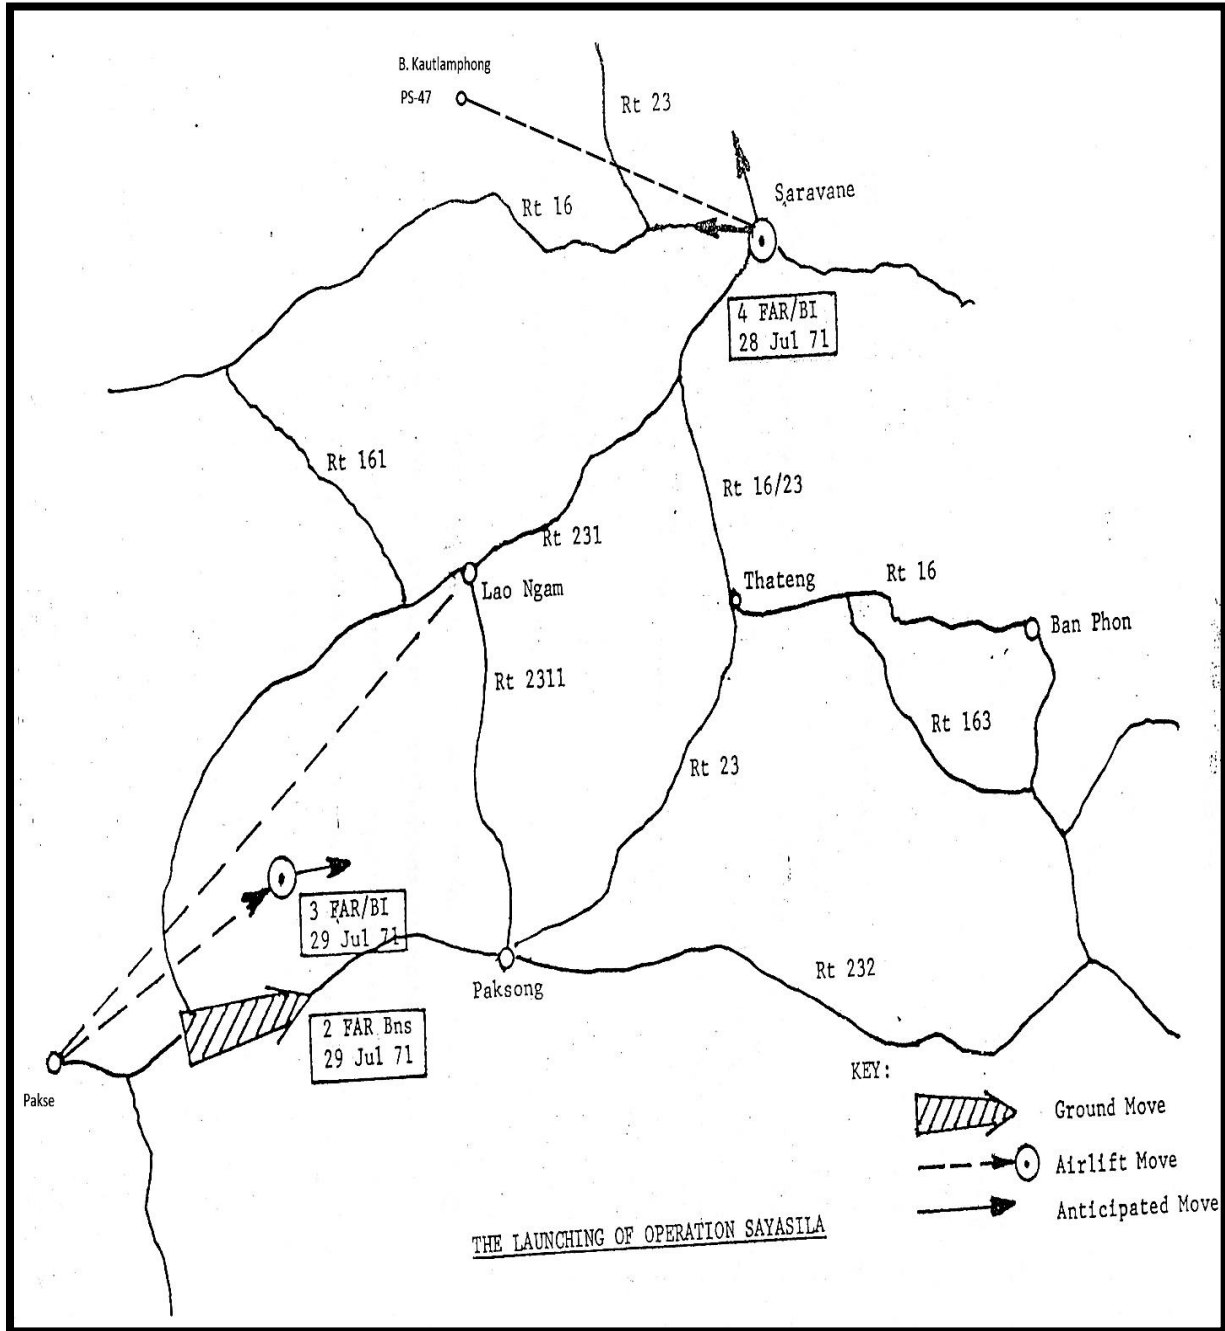 B. Kautlamphong
PS-47
Rt 23
Saravane
Rt 16
4 FAR/BI
28 Jul 71
Rt 161
Rt 16/23
Rt 231
Lao Ngam
Thateng
Rt 16
Ban Phon
Rt 2311
Rt 163
Rt 23
3 FAR/BI
29 Jul 71
Paksong
Rt 232
2 FAR Bns
29 Jul 71
Pakse
KEY:
Ground Move
Airlift Move
Anticipated Move
THE LAUNCHING OF OPERATION SAYASILA